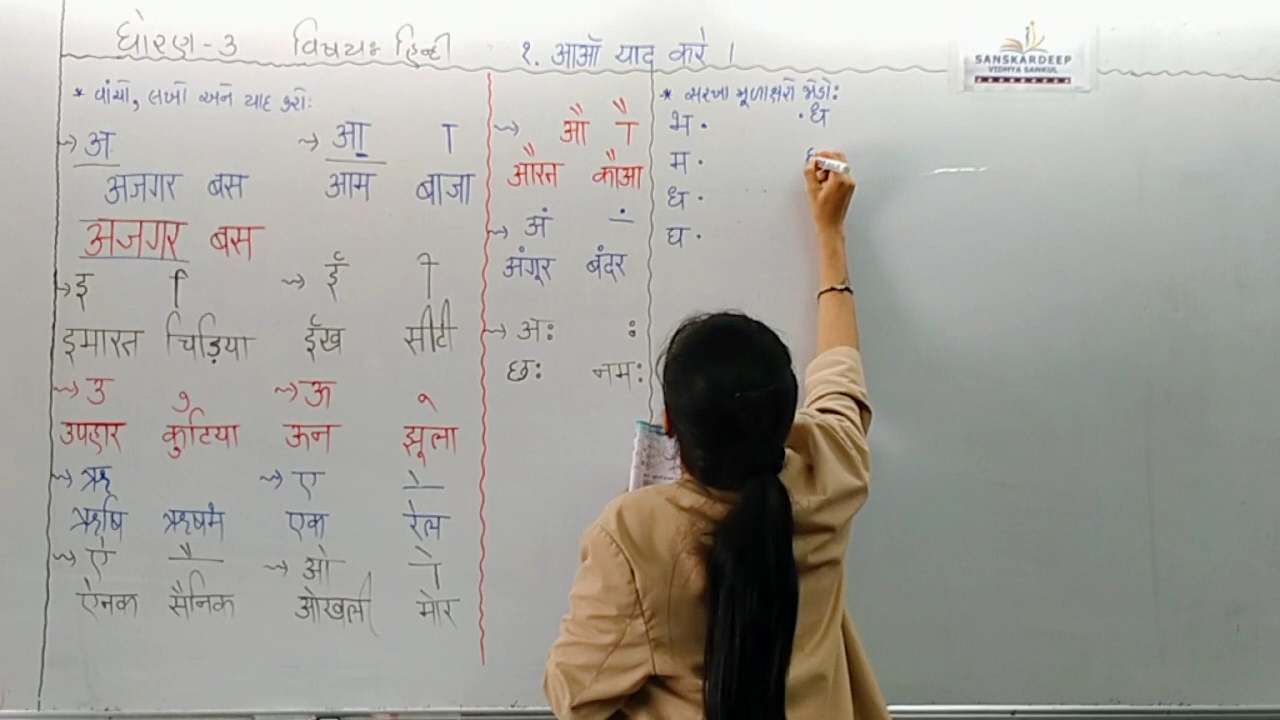 ધોરણ - ૩ વિષયઃ હિન્દી १. आओॅ याद करे ।
SANSKARDEEP
VIDHYA SANKUL
* વાંચો, લખો અને યાદ કરો:
→ अ → आ ा
अजगर बस आम बाजा
अजगर बस
→ इ ि → ई ी
इमारत चिड़िया ईख सीटी
→ उ ु → ऊ ू
उपहार कुटिया ऊन झूला
→ ऋ → ए े
ऋषि ऋषभ एक रेल
→ ऐ ै → ओ ो
ऐनक सैनिक ओखली मोर
→ औ ौ
औरत कौआ
→ अं ं
अंगूर बंदर
→ अः ः
छः नमः
* સરખા મૂળાક્ષરો જોડો:
भ · · ध
म ·
ध ·
घ ·